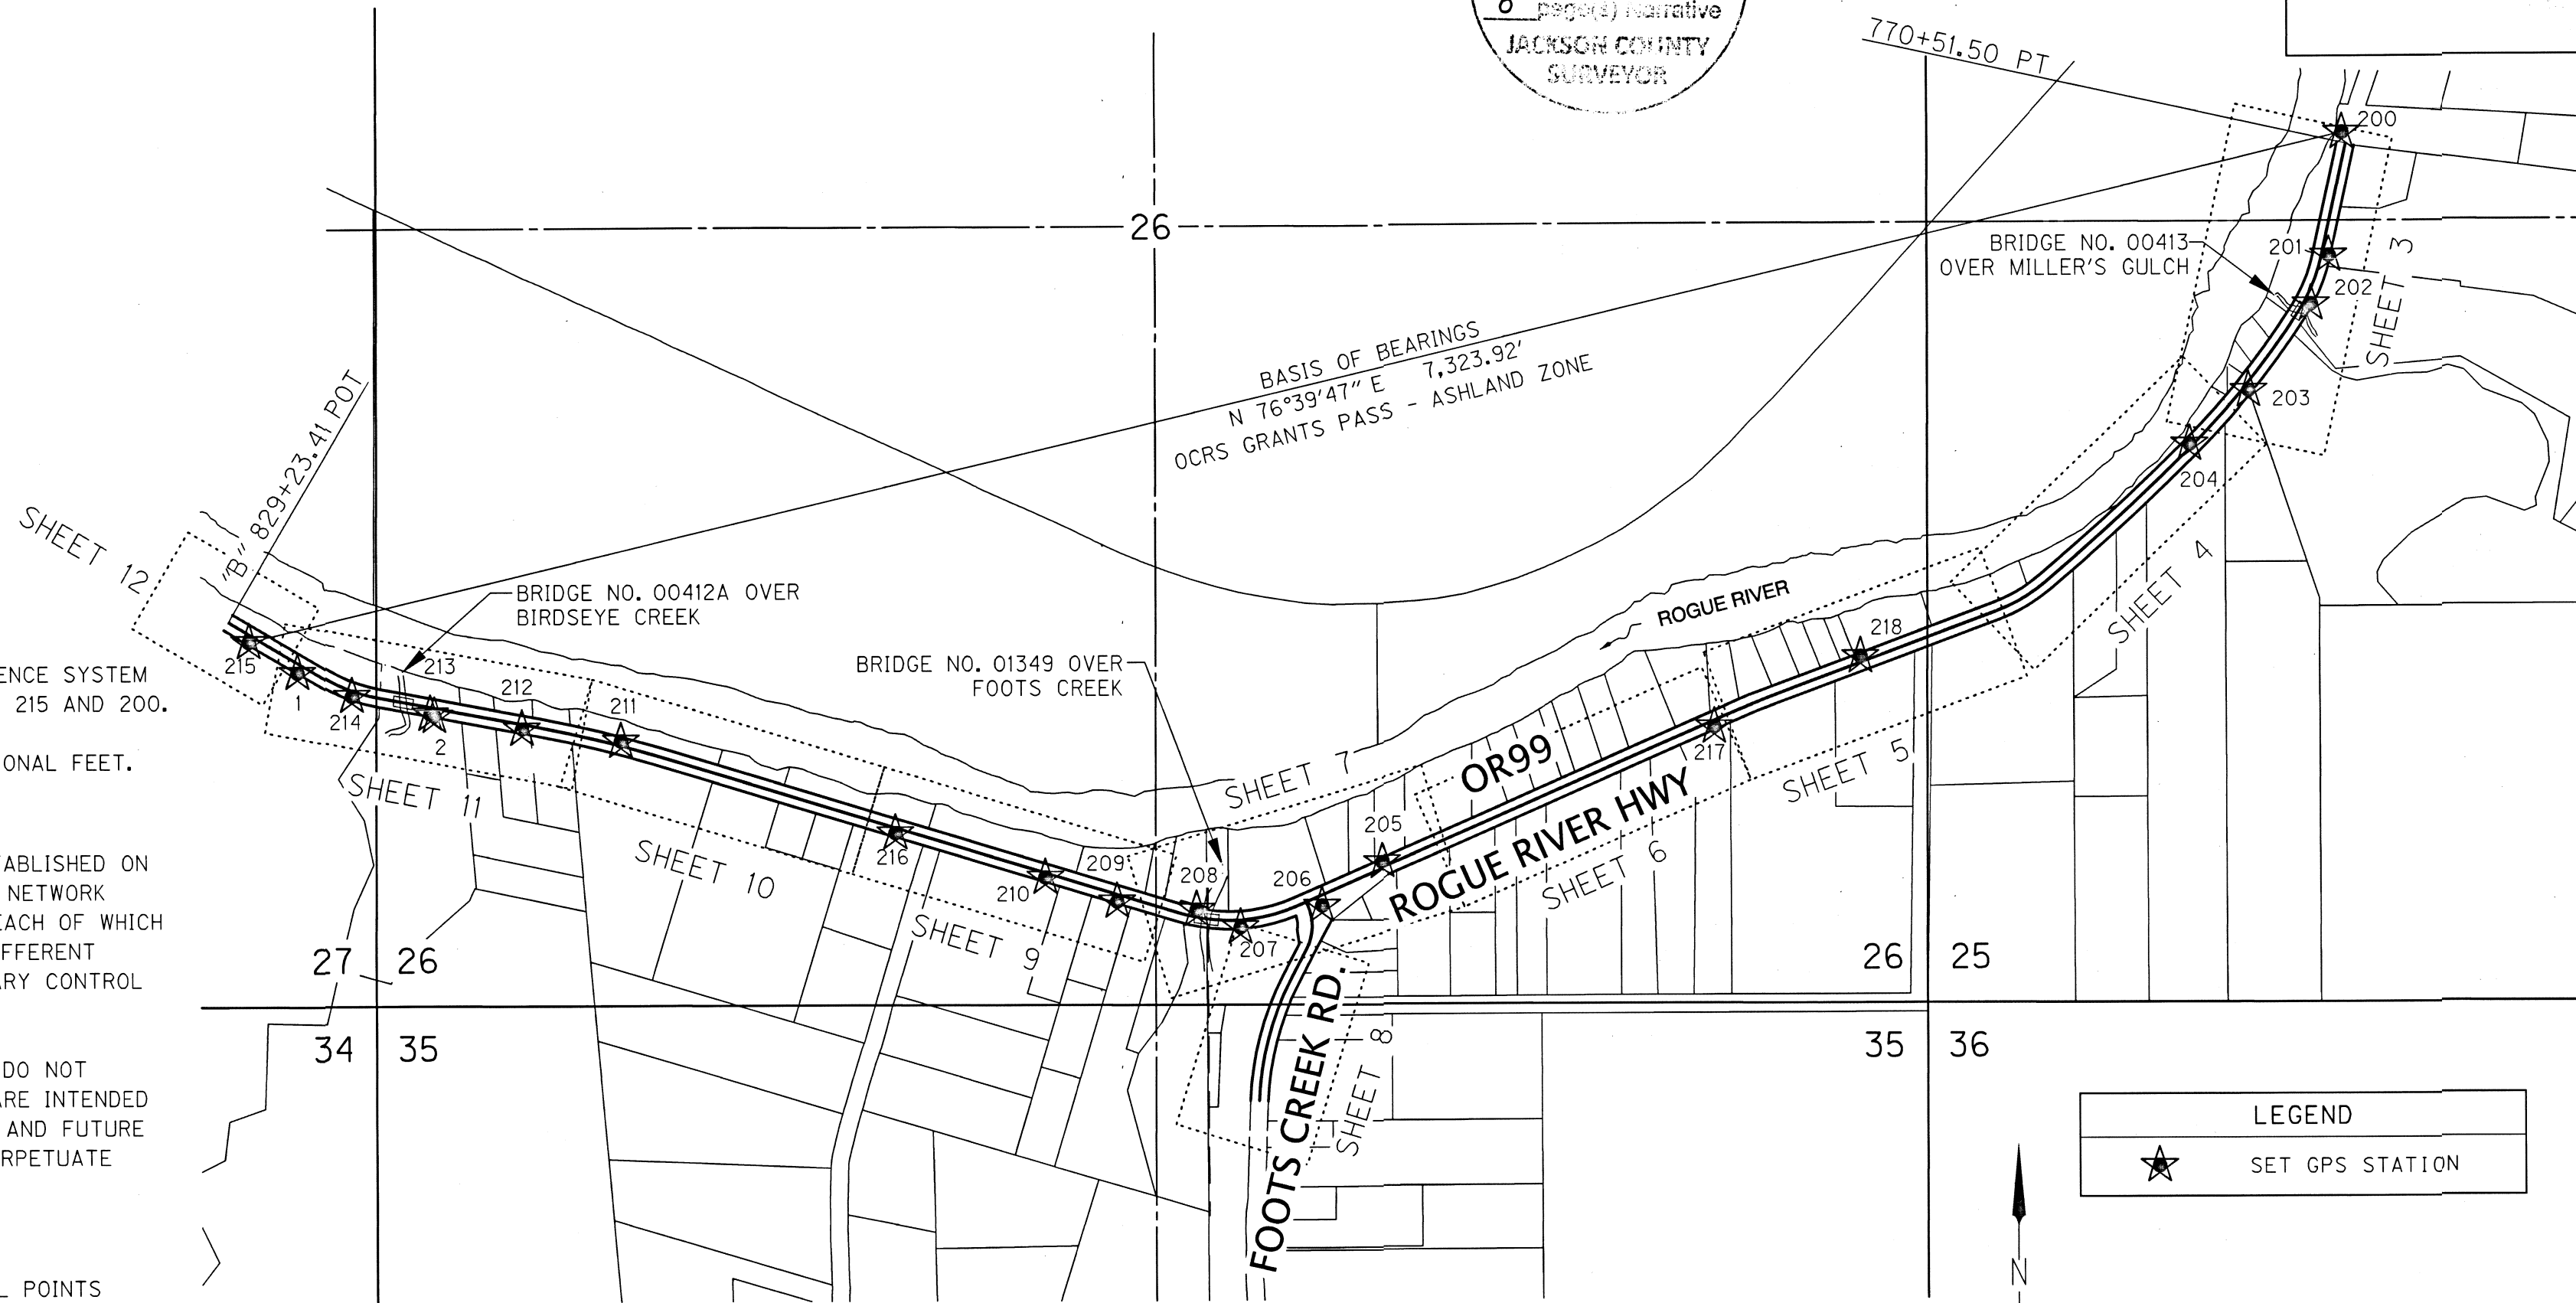 page(s) Narrative
JACKSON COUNTY
SURVEYOR
770+51.50 PT
200
26
BRIDGE NO. 00413
OVER MILLER'S GULCH
201
202
SHEET 3
203
204
SHEET 4
BASIS OF BEARINGS
N 76°39'47" E 7,323.92'
OCRS GRANTS PASS - ASHLAND ZONE
"B" 829+23.41 POT
SHEET 12
BRIDGE NO. 00412A OVER
BIRDSEYE CREEK
BRIDGE NO. 01349 OVER
FOOTS CREEK
ROGUE RIVER
218
217
SHEET 5
215
1
214
213
2
212
211
SHEET 11
SHEET 10
216
210
209
SHEET 9
208
207
206
205
SHEET 7
OR99
ROGUE RIVER HWY
SHEET 6
ENCE SYSTEM
215 AND 200.
ONAL FEET.
TABLISHED ON
NETWORK
EACH OF WHICH
FFERENT
ARY CONTROL
DO NOT
ARE INTENDED
AND FUTURE
RPETUATE
POINTS
27 26
34 35
26 25
35 36
FOOTS CREEK RD.
SHEET 8
LEGEND
SET GPS STATION
N